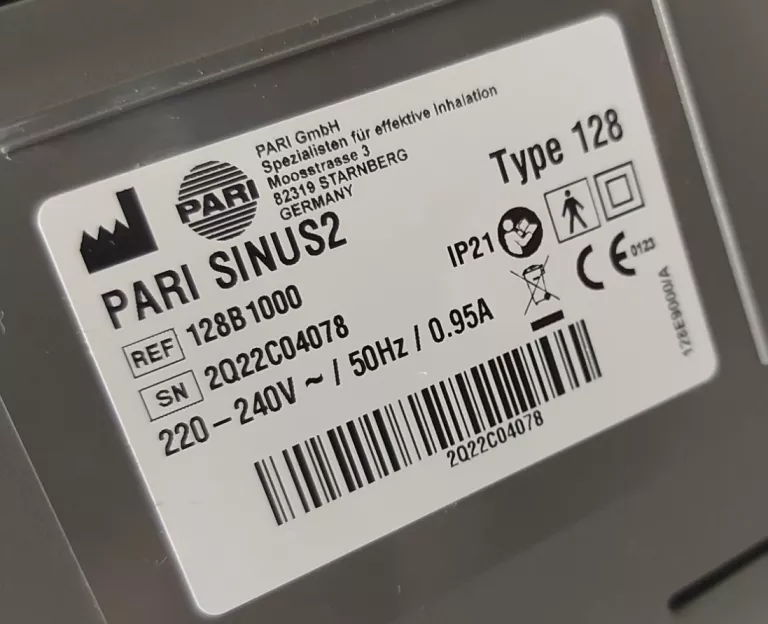 PARI
PARI GmbH
Spezialisten für effektive Inhalation
Moosstrasse 3
82319 STARNBERG
GERMANY
Type 128
PARI SINUS2
IP21
REF 128B1000
CE 0123
SN 2Q22C04078
220 – 240V ~ / 50Hz / 0.95A
2Q22C04078
128E9000/A